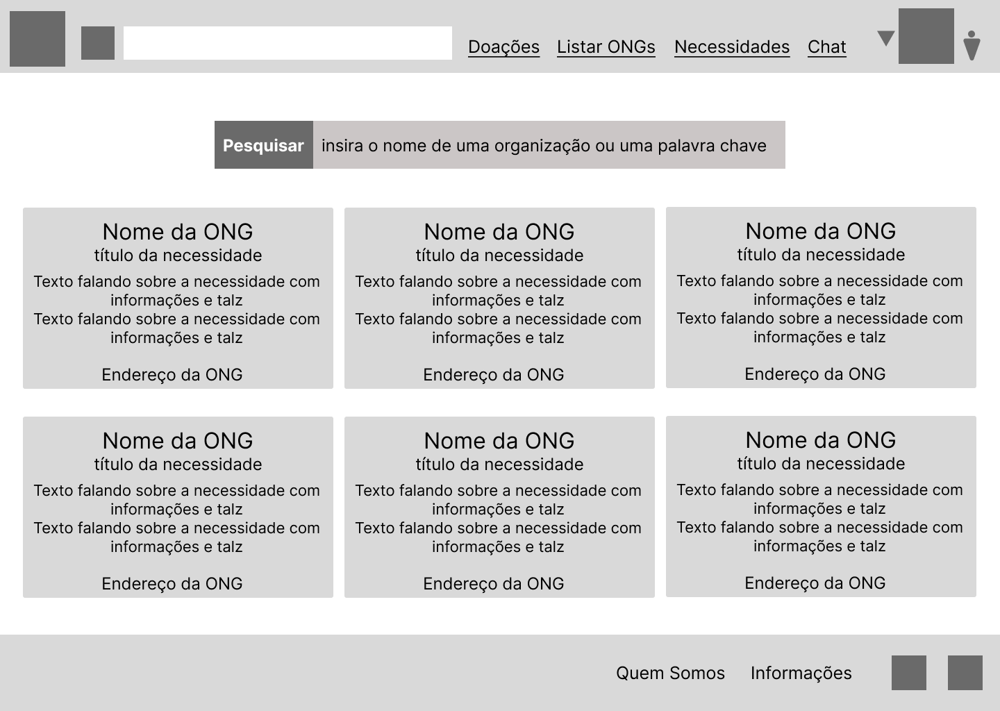 Doações Listar ONGs Necessidades Chat
Pesquisar insira o nome de uma organização ou uma palavra chave
Nome da ONG
título da necessidade
Texto falando sobre a necessidade com
informações e talz
Texto falando sobre a necessidade com
informações e talz
Endereço da ONG
Nome da ONG
título da necessidade
Texto falando sobre a necessidade com
informações e talz
Texto falando sobre a necessidade com
informações e talz
Endereço da ONG
Nome da ONG
título da necessidade
Texto falando sobre a necessidade com
informações e talz
Texto falando sobre a necessidade com
informações e talz
Endereço da ONG
Nome da ONG
título da necessidade
Texto falando sobre a necessidade com
informações e talz
Texto falando sobre a necessidade com
informações e talz
Endereço da ONG
Nome da ONG
título da necessidade
Texto falando sobre a necessidade com
informações e talz
Texto falando sobre a necessidade com
informações e talz
Endereço da ONG
Nome da ONG
título da necessidade
Texto falando sobre a necessidade com
informações e talz
Texto falando sobre a necessidade com
informações e talz
Endereço da ONG
Quem Somos Informações